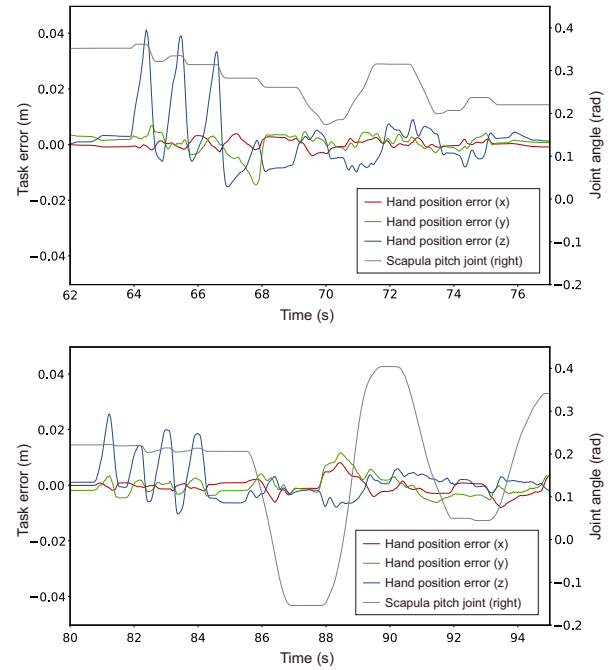 0.04
0.02
0.00
−0.02
−0.04
Task error (m)
0.4
0.3
0.2
0.1
0.0
−0.1
−0.2
Joint angle (rad)
Hand position error (x)
Hand position error (y)
Hand position error (z)
Scapula pitch joint (right)
62 64 66 68 70 72 74 76
Time (s)
0.04
0.02
0.00
−0.02
−0.04
Task error (m)
0.4
0.3
0.2
0.1
0.0
−0.1
−0.2
Joint angle (rad)
Hand position error (x)
Hand position error (y)
Hand position error (z)
Scapula pitch joint (right)
80 82 84 86 88 90 92 94
Time (s)